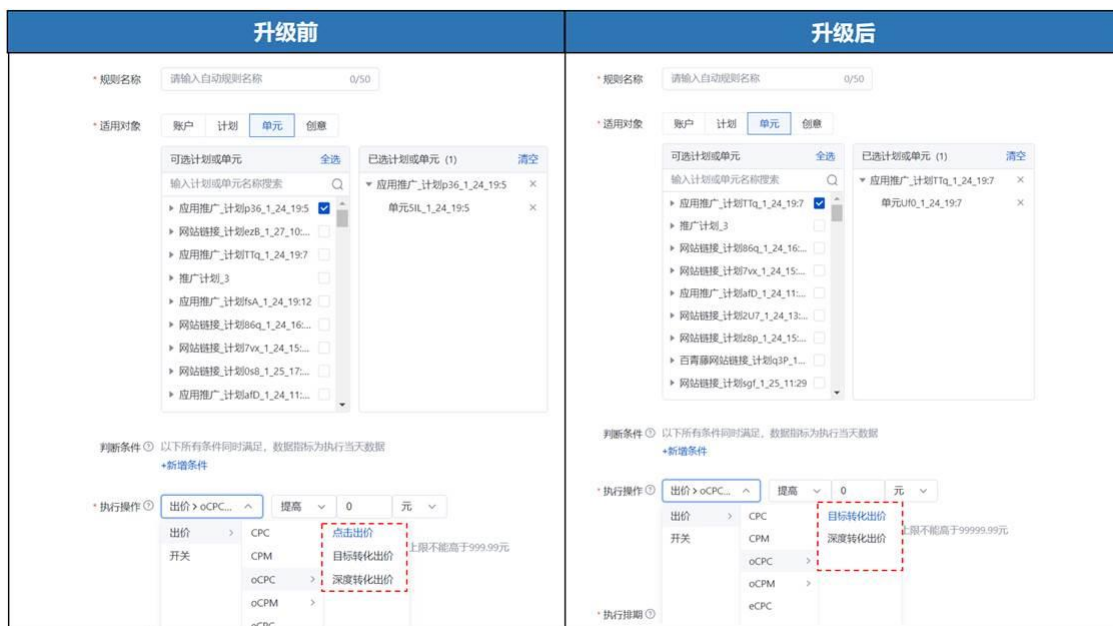 升级前
* 规则名称 请输入自动规则名称 0/50
* 适用对象 账户 计划 单元 创意
可选计划或单元 全选 已选计划或单元 (1) 清空
输入计划或单元名称搜索 应用推广_计划p36_1_24_19:5 ×
应用推广_计划p36_1_24_19:5 单元5IL_1_24_19:5 ×
网站链接_计划ezB_1_27_10:...
应用推广_计划TTq_1_24_19:7
推广计划_3
应用推广_计划fsA_1_24_19:12
网站链接_计划86q_1_24_16:...
网站链接_计划7vx_1_24_15:...
网站链接_计划0s8_1_25_17:...
应用推广_计划afD_1_24_11:...
判断条件 以下所有条件同时满足，数据指标为执行当天数据
+新增条件
* 执行操作 出价 > oCPC... 提高 0 元
出价 > CPC 点击出价
上限不能高于999.99元
开关 CPM 目标转化出价
oCPC > 深度转化出价
oCPM >
升级后
* 规则名称 请输入自动规则名称 0/50
* 适用对象 账户 计划 单元 创意
可选计划或单元 全选 已选计划或单元 (1) 清空
输入计划或单元名称搜索 应用推广_计划TTq_1_24_19:7 ×
应用推广_计划TTq_1_24_19:7 单元Uf0_1_24_19:7 ×
推广计划_3
网站链接_计划86q_1_24_16:...
网站链接_计划7vx_1_24_15:...
应用推广_计划afD_1_24_11:...
网站链接_计划2U7_1_24_13:...
网站链接_计划z8p_1_24_15:...
百青藤网站链接_计划q3P_1...
网站链接_计划sgf_1_25_11:29
判断条件 以下所有条件同时满足，数据指标为执行当天数据
+新增条件
* 执行操作 出价 > oCPC... 提高 0 元
出价 > CPC 目标转化出价
上限不能高于99999.99元
开关 CPM 深度转化出价
oCPC >
oCPM >
eCPC
* 执行排期